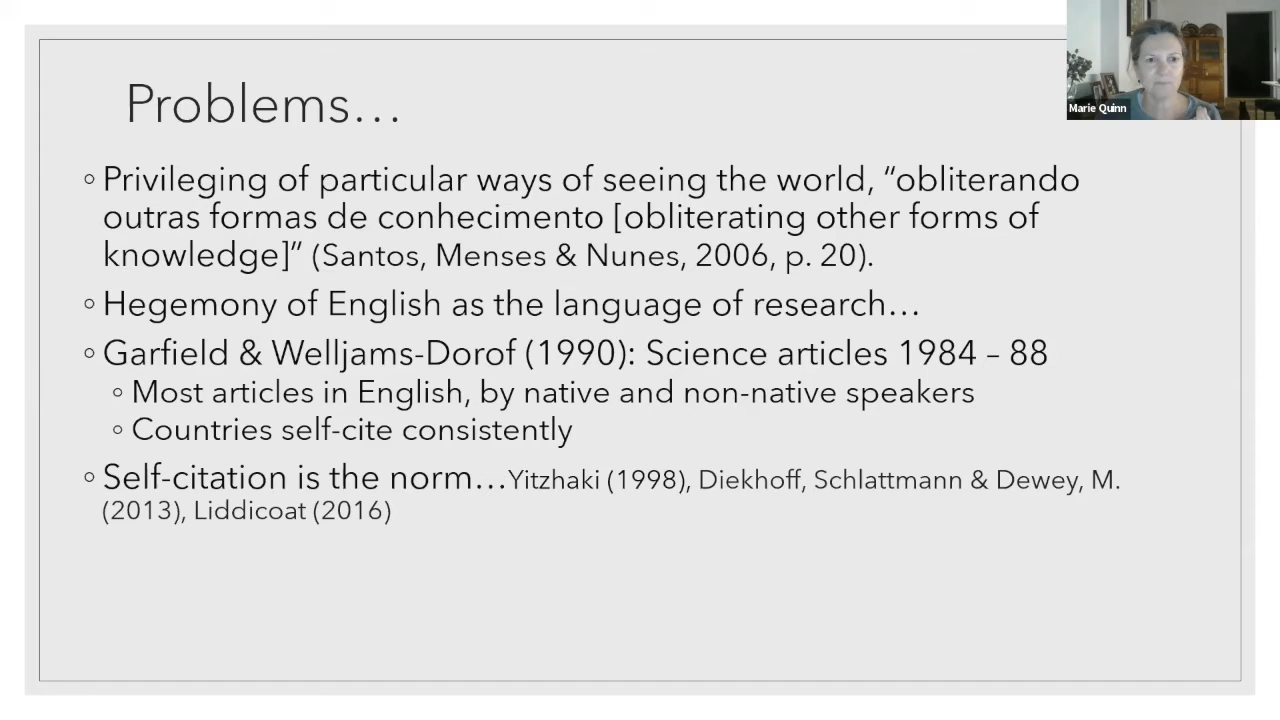 Problems…
Marie Quinn
◦ Privileging of particular ways of seeing the world, “obliterando
outras formas de conhecimento [obliterating other forms of
knowledge]” (Santos, Menses & Nunes, 2006, p. 20).
◦ Hegemony of English as the language of research…
◦ Garfield & Welljams-Dorof (1990): Science articles 1984 – 88
◦ Most articles in English, by native and non-native speakers
◦ Countries self-cite consistently
◦ Self-citation is the norm…Yitzhaki (1998), Diekhoff, Schlattmann & Dewey, M.
(2013), Liddicoat (2016)